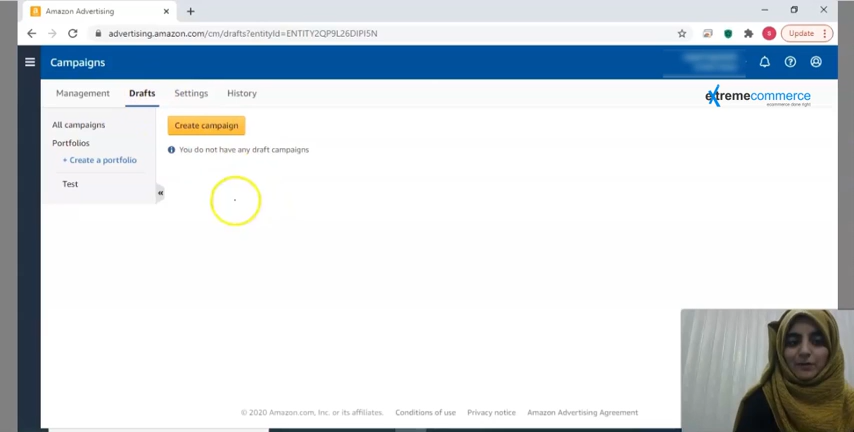 Amazon Advertising
advertising.amazon.com/cm/drafts?entityId=ENTITY2QP9L26DIPI5N
Update
Campaigns
Management Drafts Settings History
extremecommerce
ecommerce done right
All campaigns
Portfolios
+ Create a portfolio
Test
Create campaign
You do not have any draft campaigns
© 2020 Amazon.com, Inc. or its affiliates. Conditions of use Privacy notice Amazon Advertising Agreement